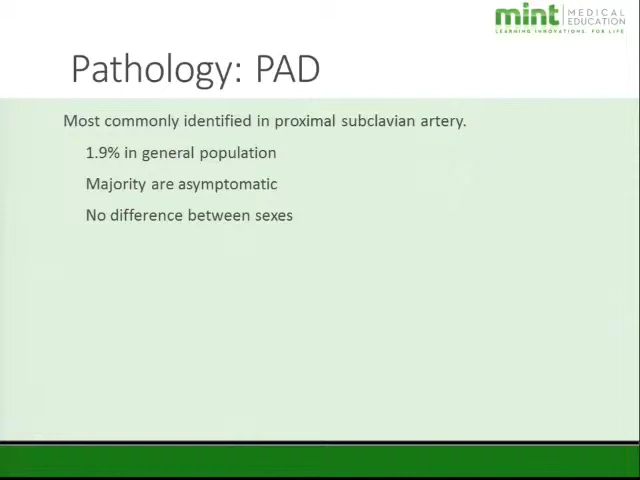 mint MEDICAL
EDUCATION
LEARNING INNOVATIONS. FOR LIFE
Pathology: PAD
Most commonly identified in proximal subclavian artery.
1.9% in general population
Majority are asymptomatic
No difference between sexes